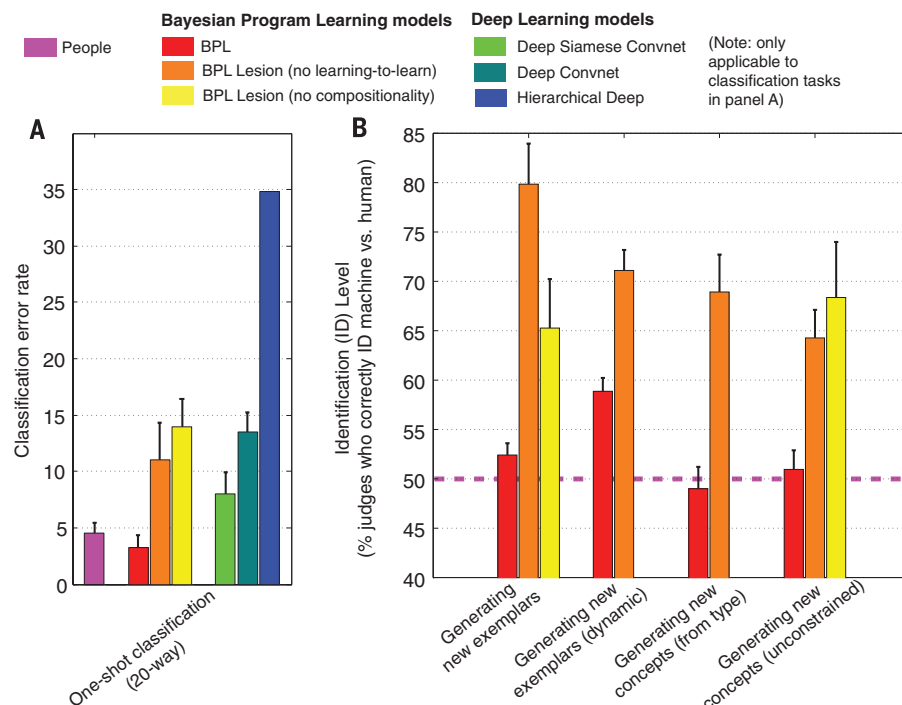 Bayesian Program Learning models
Deep Learning models
People
BPL
BPL Lesion (no learning-to-learn)
BPL Lesion (no compositionality)
Deep Siamese Convnet
Deep Convnet
Hierarchical Deep
(Note: only
applicable to
classification tasks
in panel A)
A
Classification error rate
35
30
25
20
15
10
5
0
One-shot classification
(20-way)
B
Identification (ID) Level
(% judges who correctly ID machine vs. human)
85
80
75
70
65
60
55
50
45
40
Generating
new exemplars
Generating new
exemplars (dynamic)
Generating new
concepts (from type)
Generating new
concepts (unconstrained)